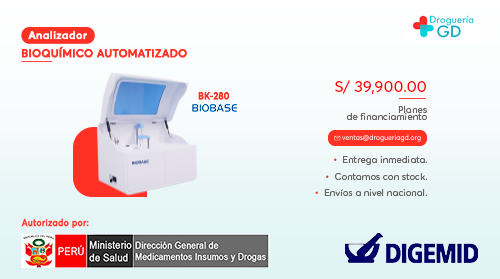 Analizador
BIOQUÍMICO AUTOMATIZADO
Droguería
GD
BK-280
BIOBASE
BIOBASE
S/ 39,900.00
Planes
de financiamiento
ventas@drogueriagd.org
• Entrega inmediata.
• Contamos con stock.
• Envíos a nivel nacional.
Autorizado por:
PERÚ
Ministerio
de Salud
Dirección General de
Medicamentos Insumos y Drogas
DIGEMID